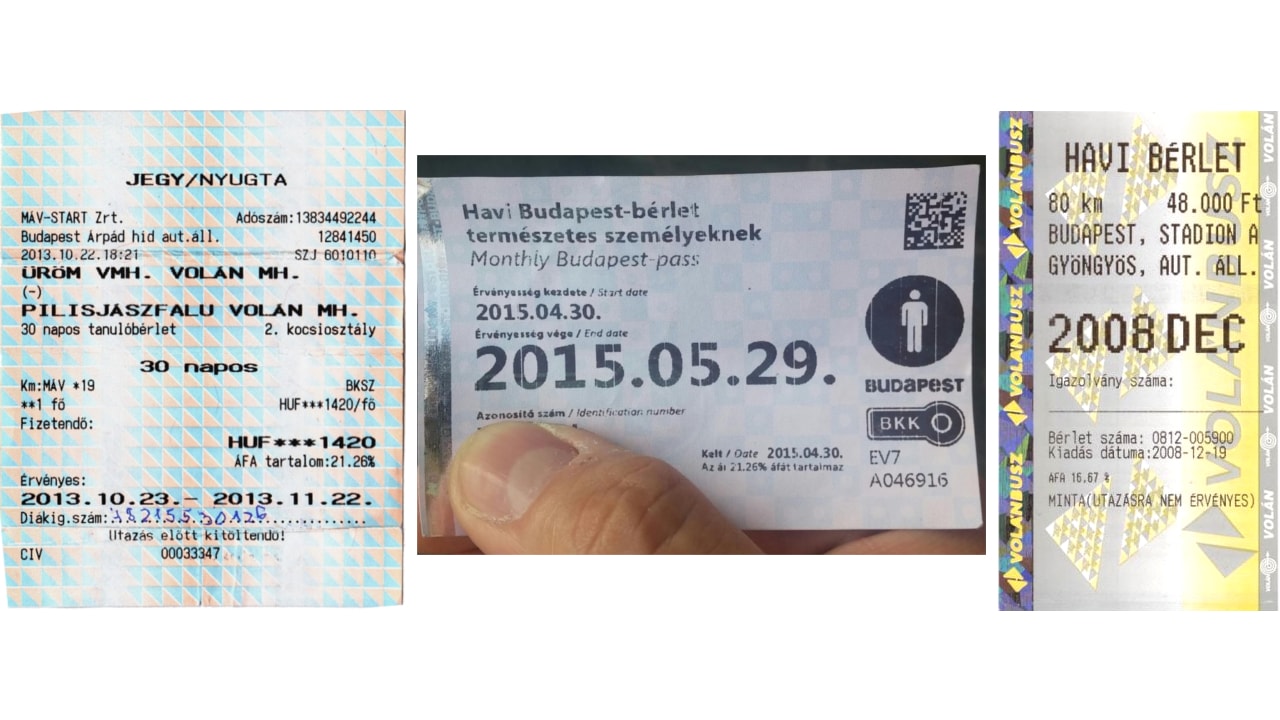 JEGY/NYUGTA
MÁV-START Zrt. Adószám:13834492244
Budapest Árpád híd aut.áll. 12841450
2013.10.22.18:21 SZJ 6010110
ÜRÖM VMH. VOLÁN MH.
(-)
PILISJÁSZFALU VOLÁN MH.
30 napos tanulóbérlet 2. kocsiosztály
30 napos
Km:MÁV *19 BKSZ
**1 fő HUF***1420/fő
Fizetendő:
HUF***1420
ÁFA tartalom:21.26%
Érvényes:
2013.10.23.– 2013.11.22.
Diákig.szám:
Utazás előtt kitöltendő!
CIV 00033347
Havi Budapest-bérlet
természetes személyeknek
Monthly Budapest-pass
Érvényesség kezdete / Start date
2015.04.30.
Érvényesség vége / End date
2015.05.29.
Azonosító szám / Identification number
Kelt / Date 2015.04.30.
Az ár 21.26% áfát tartalmaz
BUDAPEST
BKK
EV7
A046916
VOLÁNBUSZ
VOLÁNBUSZ
VOLÁNBUSZ
HAVI BÉRLET
80 km 48.000 Ft
BUDAPEST, STADION A
GYÖNGYÖS, AUT. ÁLL.
2008 DEC
Igazolvány száma:
Bérlet száma: 0812-005900
Kiadás dátuma:2008-12-19
ÁFA 16,67 %
MINTA(UTAZÁSRA NEM ÉRVÉNYES)
VOLÁNBUSZ
VOLÁN
VOLÁN
VOLÁN
VOLÁN